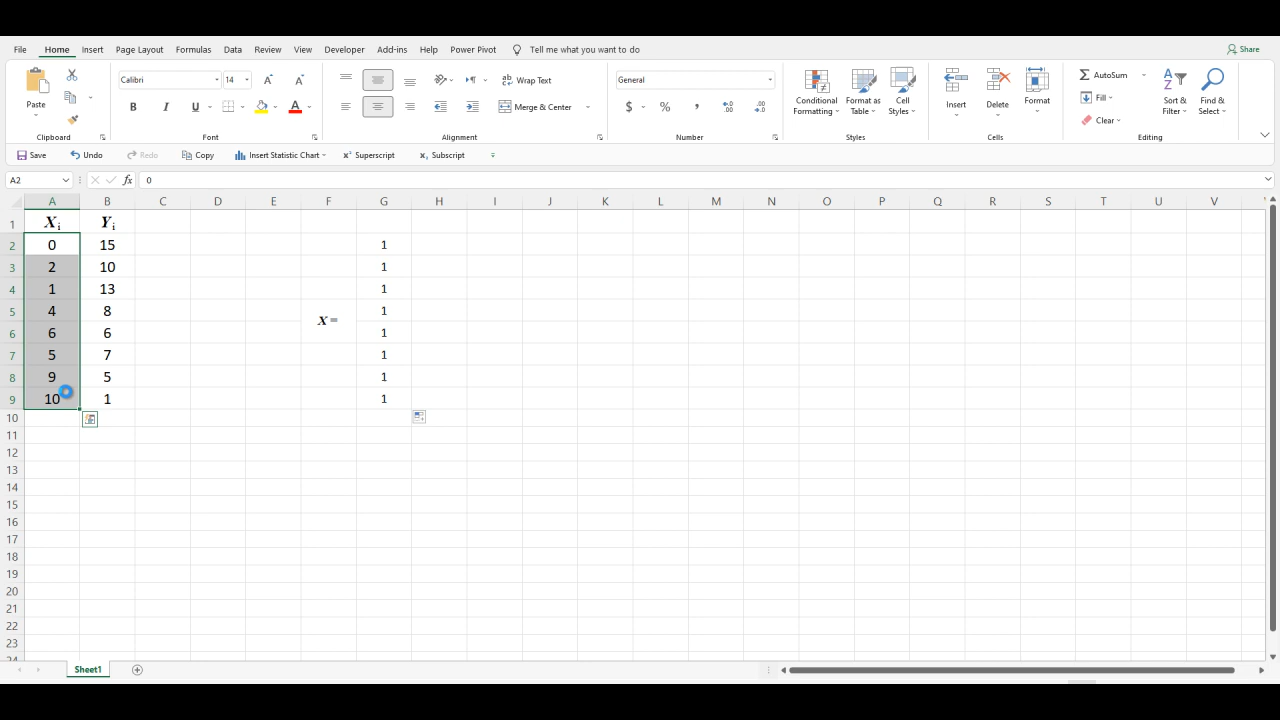 File Home Insert Page Layout Formulas Data Review View Developer Add-ins Help Power Pivot Tell me what you want to do Share
Paste Calibri 14 B I U A Wrap Text Merge & Center General $ % , Conditional Formatting Format as Table Cell Styles Insert Delete Format AutoSum Fill Clear Sort & Filter Find & Select
Clipboard Font Alignment Number Styles Cells Editing
Save Undo Redo Copy Insert Statistic Chart x² Superscript x₂ Subscript
A2 fx 0
A B C D E F G H I J K L M N O P Q R S T U V
1 Xi Yi
2 0 15 1
3 2 10 1
4 1 13 1
5 4 8 1
X =
6 6 6 1
7 5 7 1
8 9 5 1
9 10 1 1
10
11
12
13
14
15
16
17
18
19
20
21
22
23
24
Sheet1